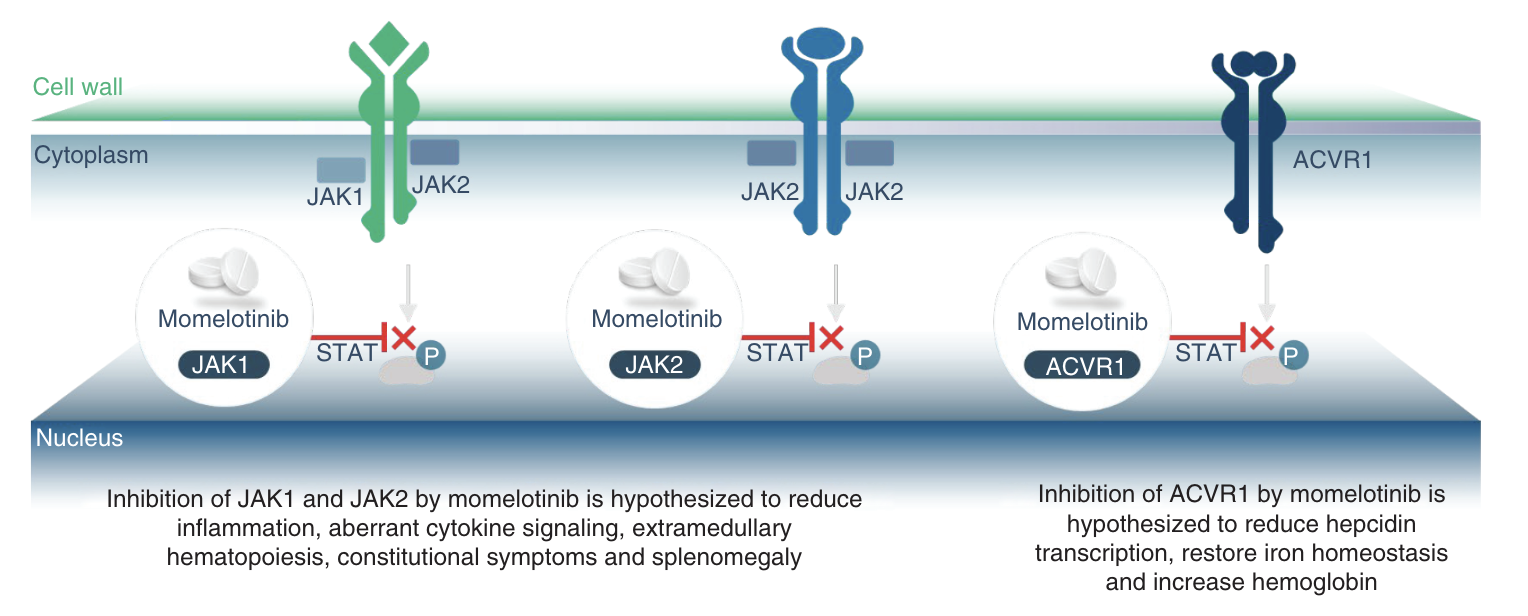 Cell wall
Cytoplasm
JAK1
JAK2
JAK2
JAK2
ACVR1
Momelotinib
JAK1
STAT
P
Momelotinib
JAK2
STAT
P
Momelotinib
ACVR1
STAT
P
Nucleus
Inhibition of JAK1 and JAK2 by momelotinib is hypothesized to reduce
inflammation, aberrant cytokine signaling, extramedullary
hematopoiesis, constitutional symptoms and splenomegaly
Inhibition of ACVR1 by momelotinib is
hypothesized to reduce hepcidin
transcription, restore iron homeostasis
and increase hemoglobin